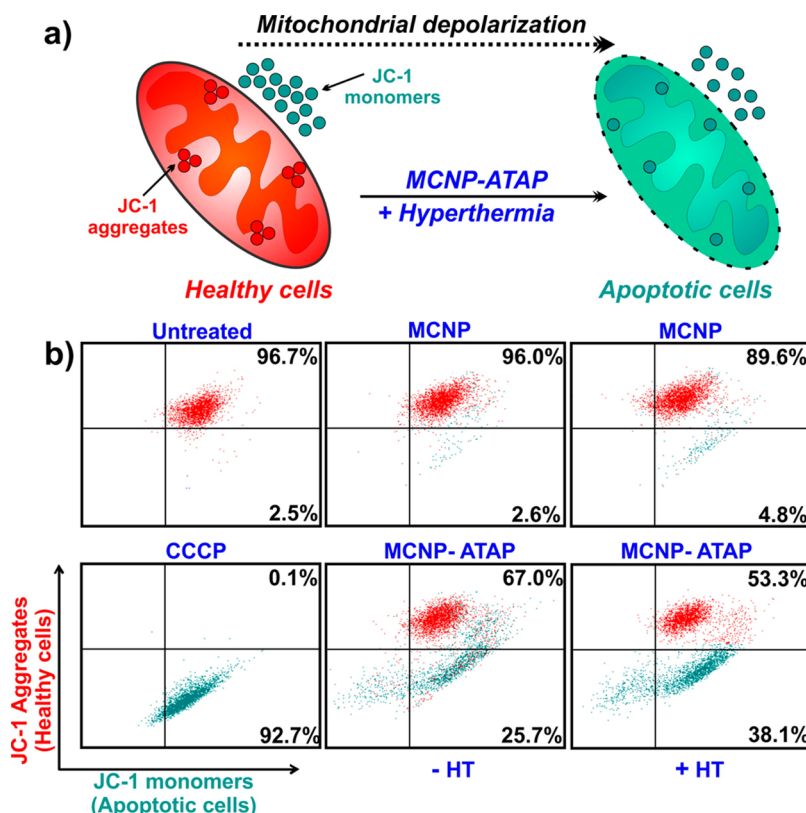 a)
Mitochondrial depolarization
JC-1
monomers
JC-1
aggregates
MCNP-ATAP
+ Hyperthermia
Healthy cells
Apoptotic cells
b)
Untreated
MCNP
MCNP
96.7%
96.0%
89.6%
2.5%
2.6%
4.8%
CCCP
MCNP- ATAP
MCNP- ATAP
0.1%
67.0%
53.3%
92.7%
25.7%
38.1%
JC-1 Aggregates
(Healthy cells)
JC-1 monomers
(Apoptotic cells)
- HT
+ HT